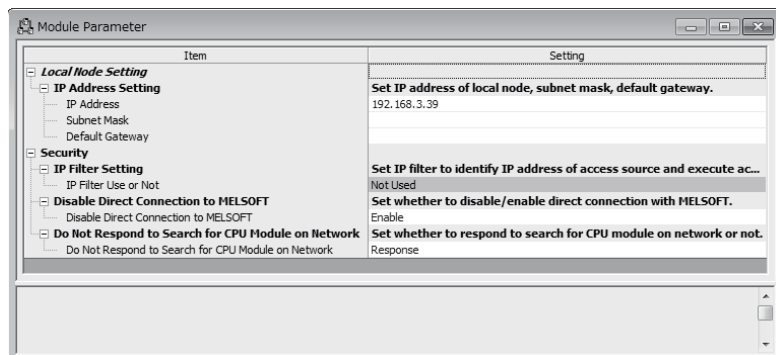 Module Parameter
Item Setting
Local Node Setting
IP Address Setting Set IP address of local node, subnet mask, default gateway.
IP Address 192.168.3.39
Subnet Mask
Default Gateway
Security
IP Filter Setting Set IP filter to identify IP address of access source and execute ac...
IP Filter Use or Not Not Used
Disable Direct Connection to MELSOFT Set whether to disable/enable direct connection with MELSOFT.
Disable Direct Connection to MELSOFT Enable
Do Not Respond to Search for CPU Module on Network Set whether to respond to search for CPU module on network or not.
Do Not Respond to Search for CPU Module on Network Response